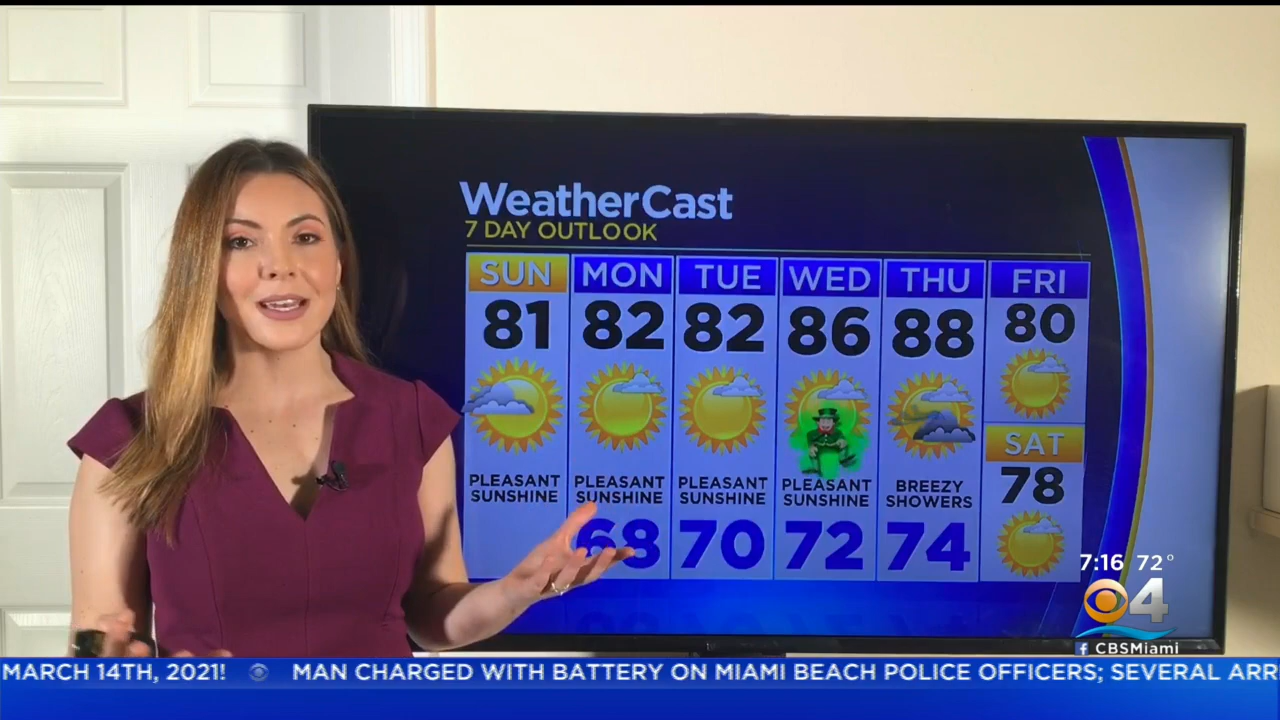 WeatherCast
7 DAY OUTLOOK
SUN MON TUE WED THU FRI
81 82 82 86 88 80
SAT
78
PLEASANT SUNSHINE
PLEASANT SUNSHINE
PLEASANT SUNSHINE
PLEASANT SUNSHINE
BREEZY SHOWERS
68 70 72 74
7:16 72°
4
f CBSMiami
MARCH 14TH, 2021! MAN CHARGED WITH BATTERY ON MIAMI BEACH POLICE OFFICERS; SEVERAL ARR